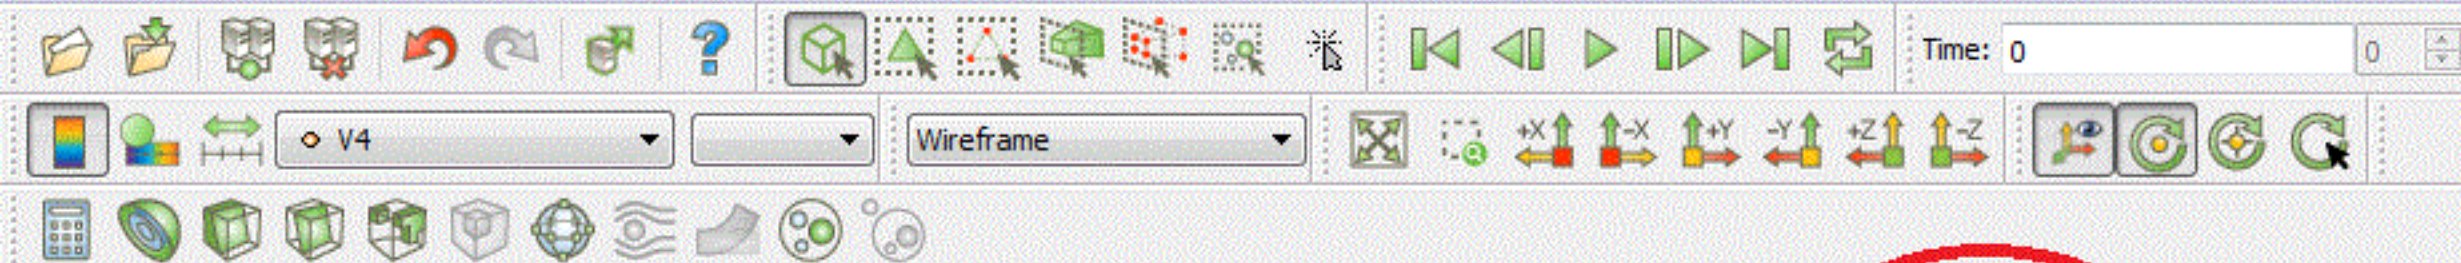 Time: 0 0
V4 Wireframe +X -X +Y -Y +Z -Z